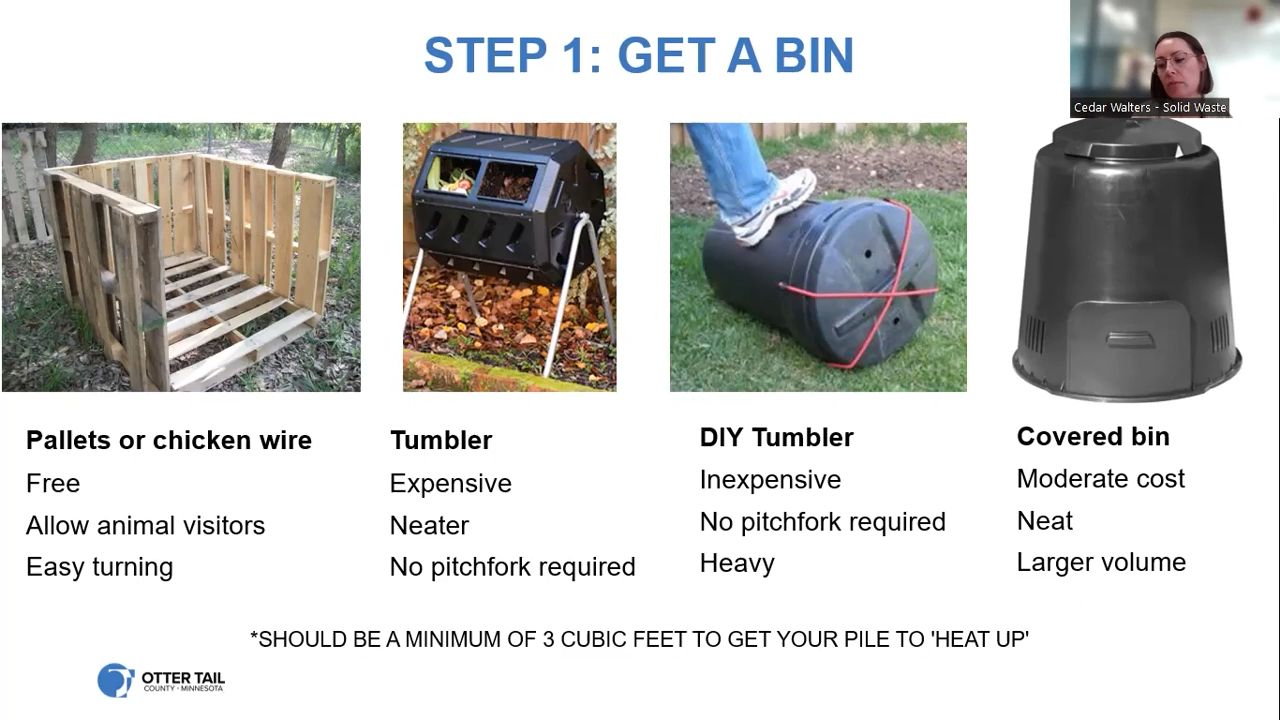 STEP 1: GET A BIN
Cedar Walters - Solid Waste
Pallets or chicken wire
Free
Allow animal visitors
Easy turning
Tumbler
Expensive
Neater
No pitchfork required
DIY Tumbler
Inexpensive
No pitchfork required
Heavy
Covered bin
Moderate cost
Neat
Larger volume
*SHOULD BE A MINIMUM OF 3 CUBIC FEET TO GET YOUR PILE TO 'HEAT UP'
OTTER TAIL
COUNTY · MINNESOTA